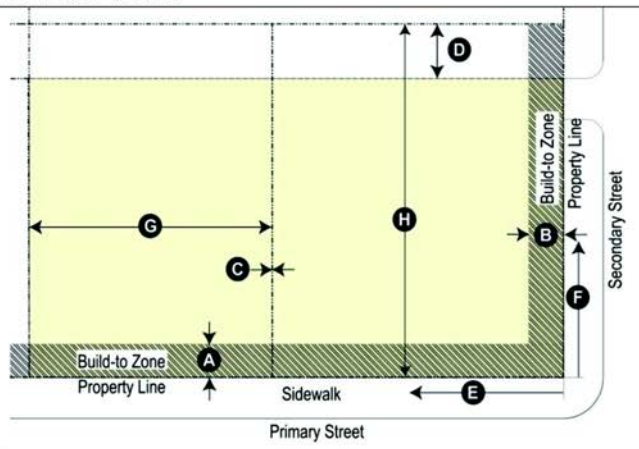 D
Build-to Zone
Property Line
Secondary Street
G
H
B
C
F
A
Build-to Zone
Property Line
Sidewalk
E
Primary Street